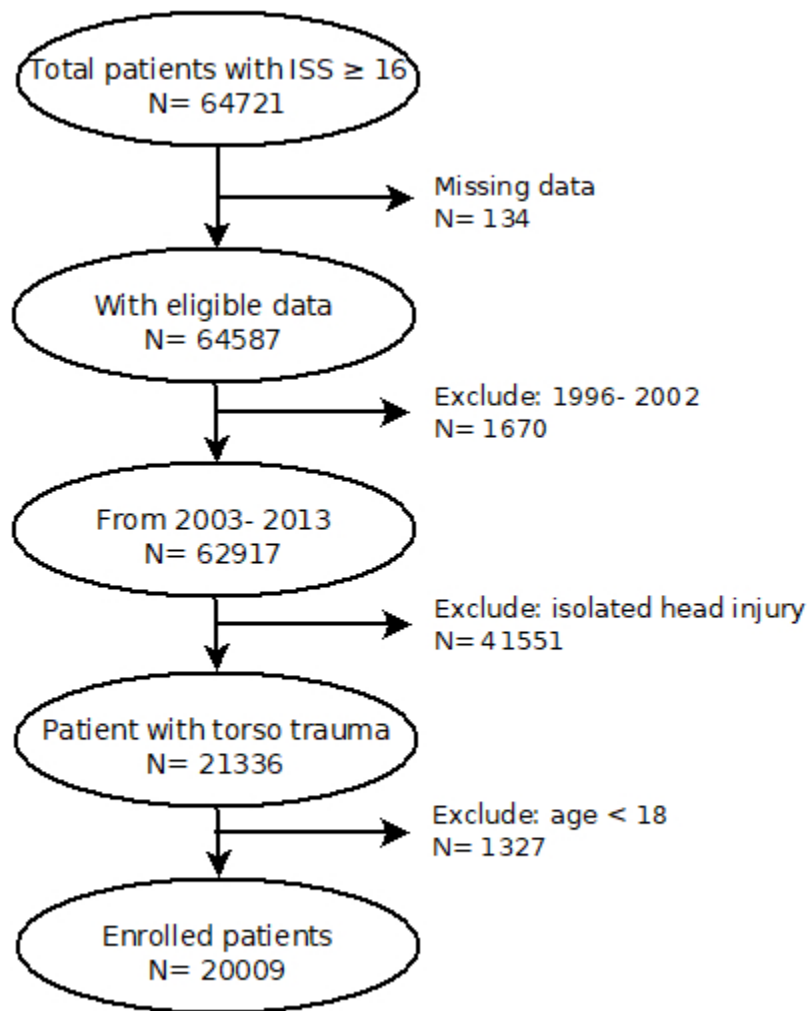 Total patients with ISS ≥ 16
N= 64721
Missing data
N= 134
With eligible data
N= 64587
Exclude: 1996- 2002
N= 1670
From 2003- 2013
N= 62917
Exclude: isolated head injury
N= 41551
Patient with torso trauma
N= 21336
Exclude: age < 18
N= 1327
Enrolled patients
N= 20009